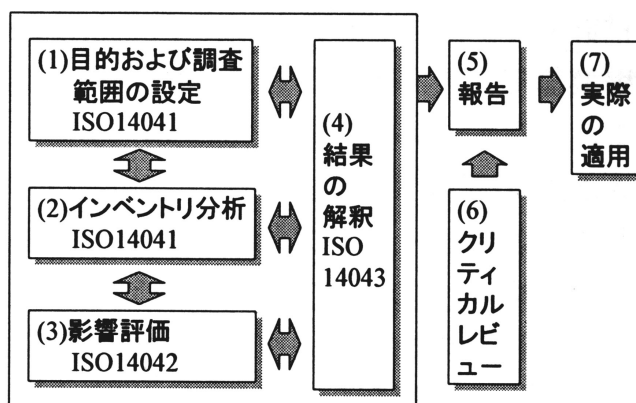 (1)目的および調査
範囲の設定
ISO14041
(2)インベントリ分析
ISO14041
(3)影響評価
ISO14042
(4)
結果
の
解釈
ISO
14043
(5)
報告
(6)
クリ
ティ
カル
レビ
ュー
(7)
実際
の
適用